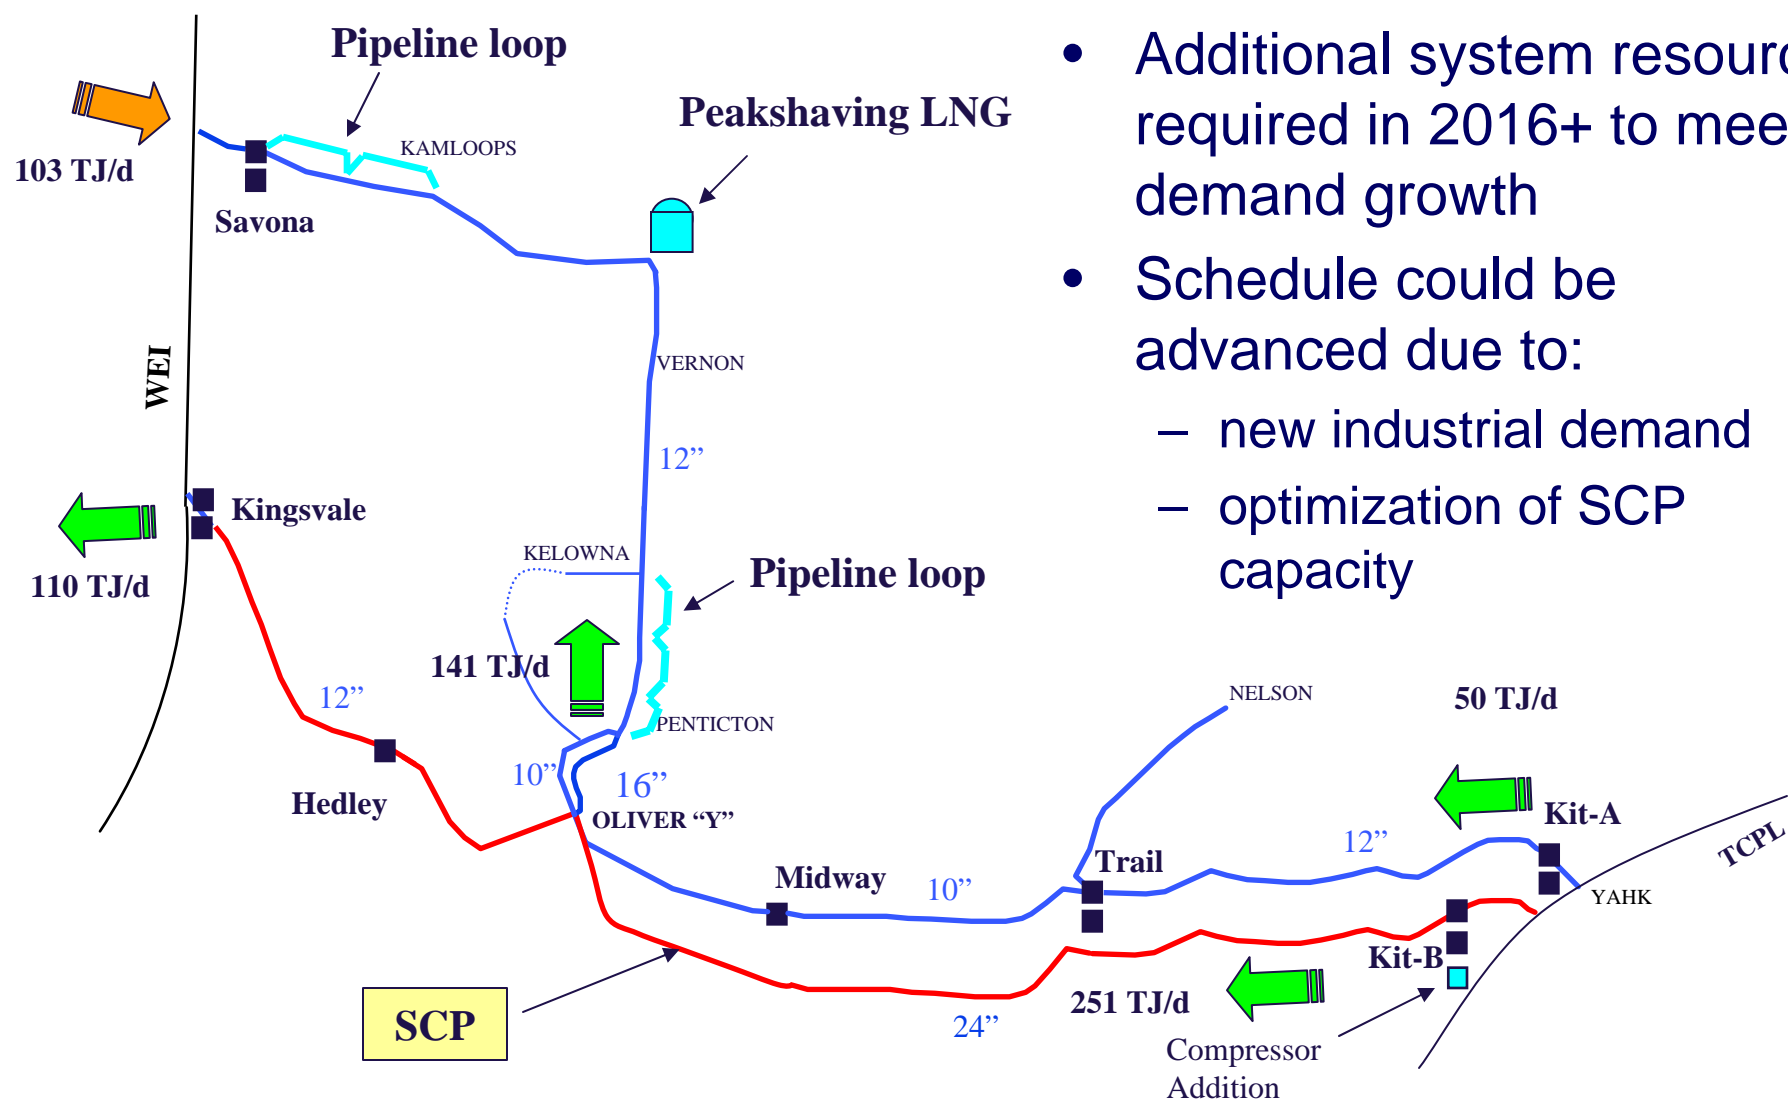 Pipeline loop
• Additional system resour
required in 2016+ to mee
demand growth
• Schedule could be
advanced due to:
– new industrial demand
– optimization of SCP
capacity
Peakshaving LNG
KAMLOOPS
103 TJ/d
Savona
WEI
VERNON
12”
Kingsvale
KELOWNA
Pipeline loop
110 TJ/d
141 TJ/d
12”
PENTICTON
NELSON
50 TJ/d
10”
16”
Hedley
OLIVER “Y”
Kit-A
TCPL
12”
Trail
Midway
10”
YAHK
Kit-B
251 TJ/d
SCP
24”
Compressor
Addition